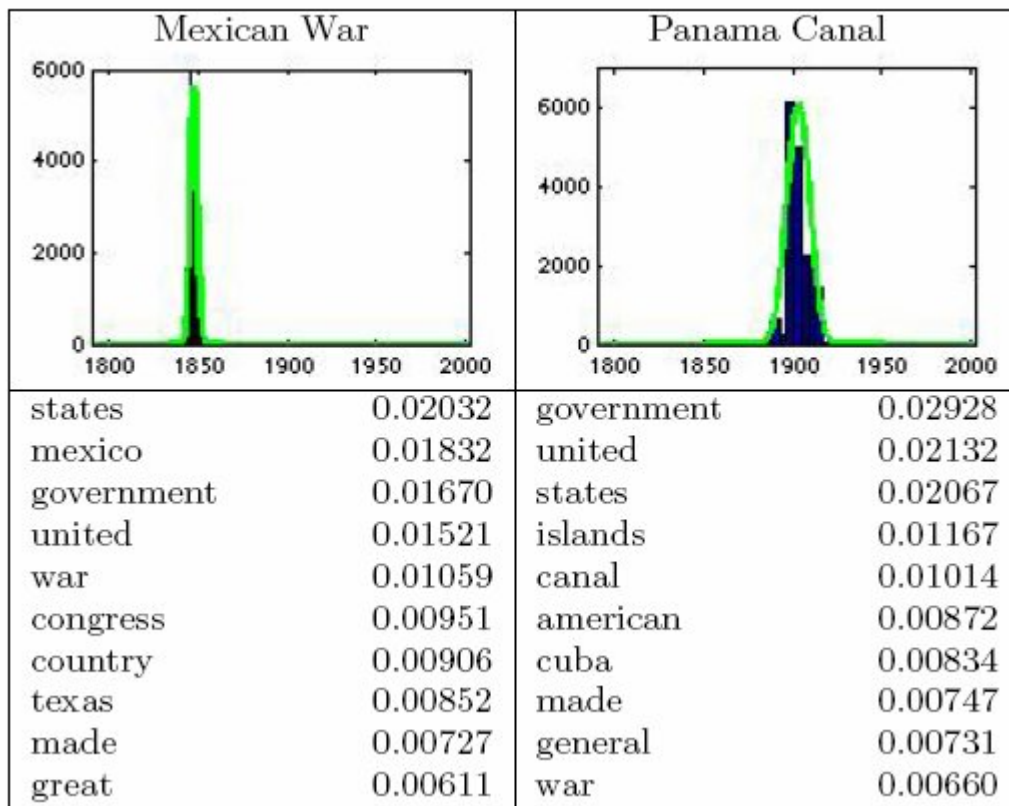 Mexican War
6000
4000
2000
0
1800 1850 1900 1950 2000
states 0.02032
mexico 0.01832
government 0.01670
united 0.01521
war 0.01059
congress 0.00951
country 0.00906
texas 0.00852
made 0.00727
great 0.00611
Panama Canal
6000
4000
2000
0
1800 1850 1900 1950 2000
government 0.02928
united 0.02132
states 0.02067
islands 0.01167
canal 0.01014
american 0.00872
cuba 0.00834
made 0.00747
general 0.00731
war 0.00660